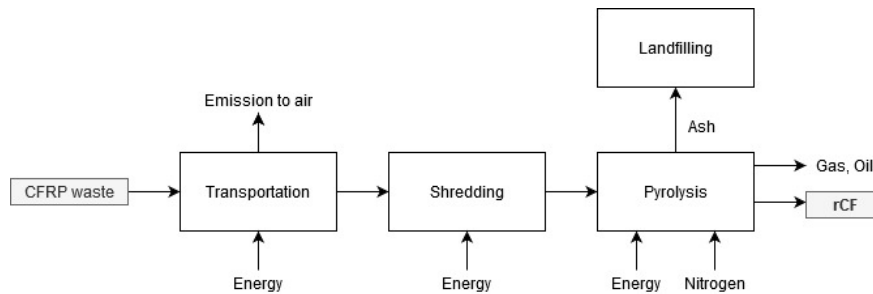 Landfilling
Emission to air
Ash
CFRP waste
Transportation
Shredding
Pyrolysis
Gas, Oil
rCF
Energy
Energy
Energy
Nitrogen